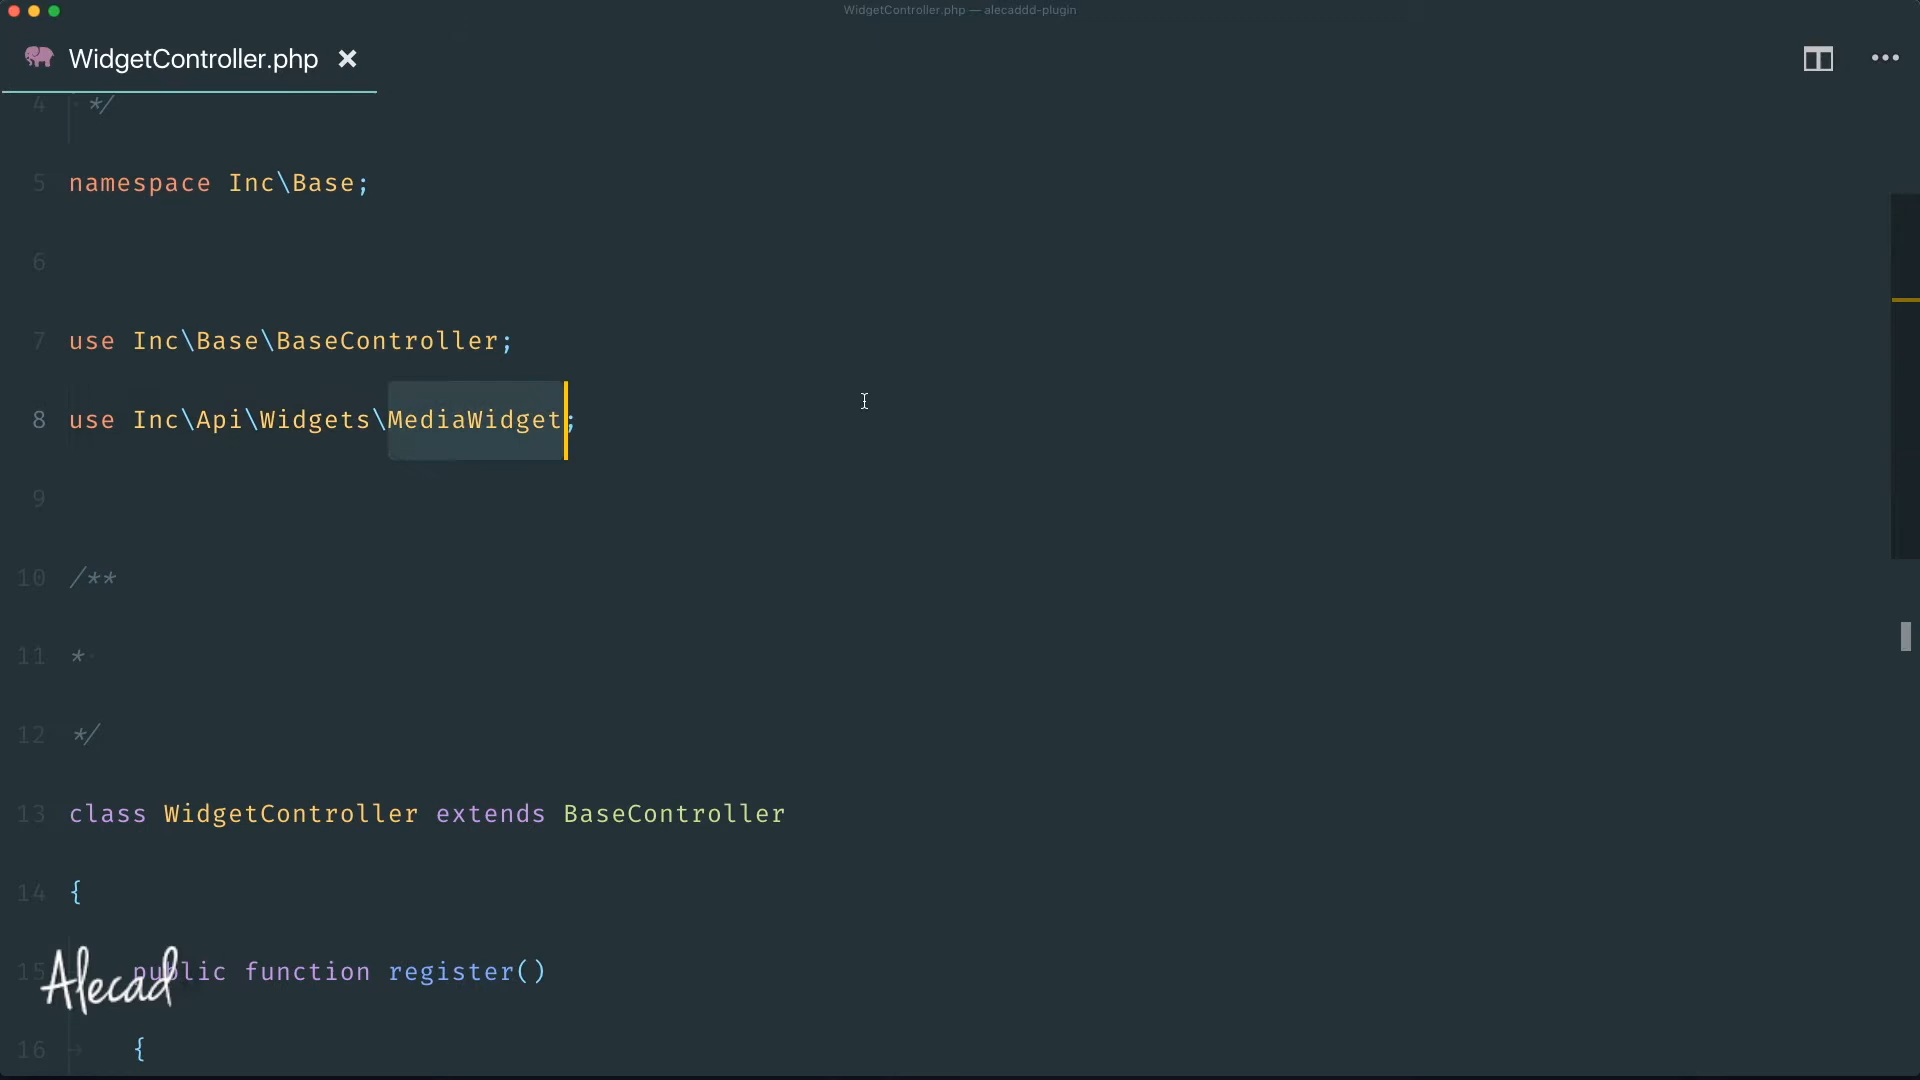 WidgetController.php — alecaddd-plugin
WidgetController.php
4 */
5 namespace Inc\Base;
6
7 use Inc\Base\BaseController;
8 use Inc\Api\Widgets\MediaWidget;
9
10 /**
11 *
12 */
13 class WidgetController extends BaseController
14 {
15 public function register()
16 {
Alecad